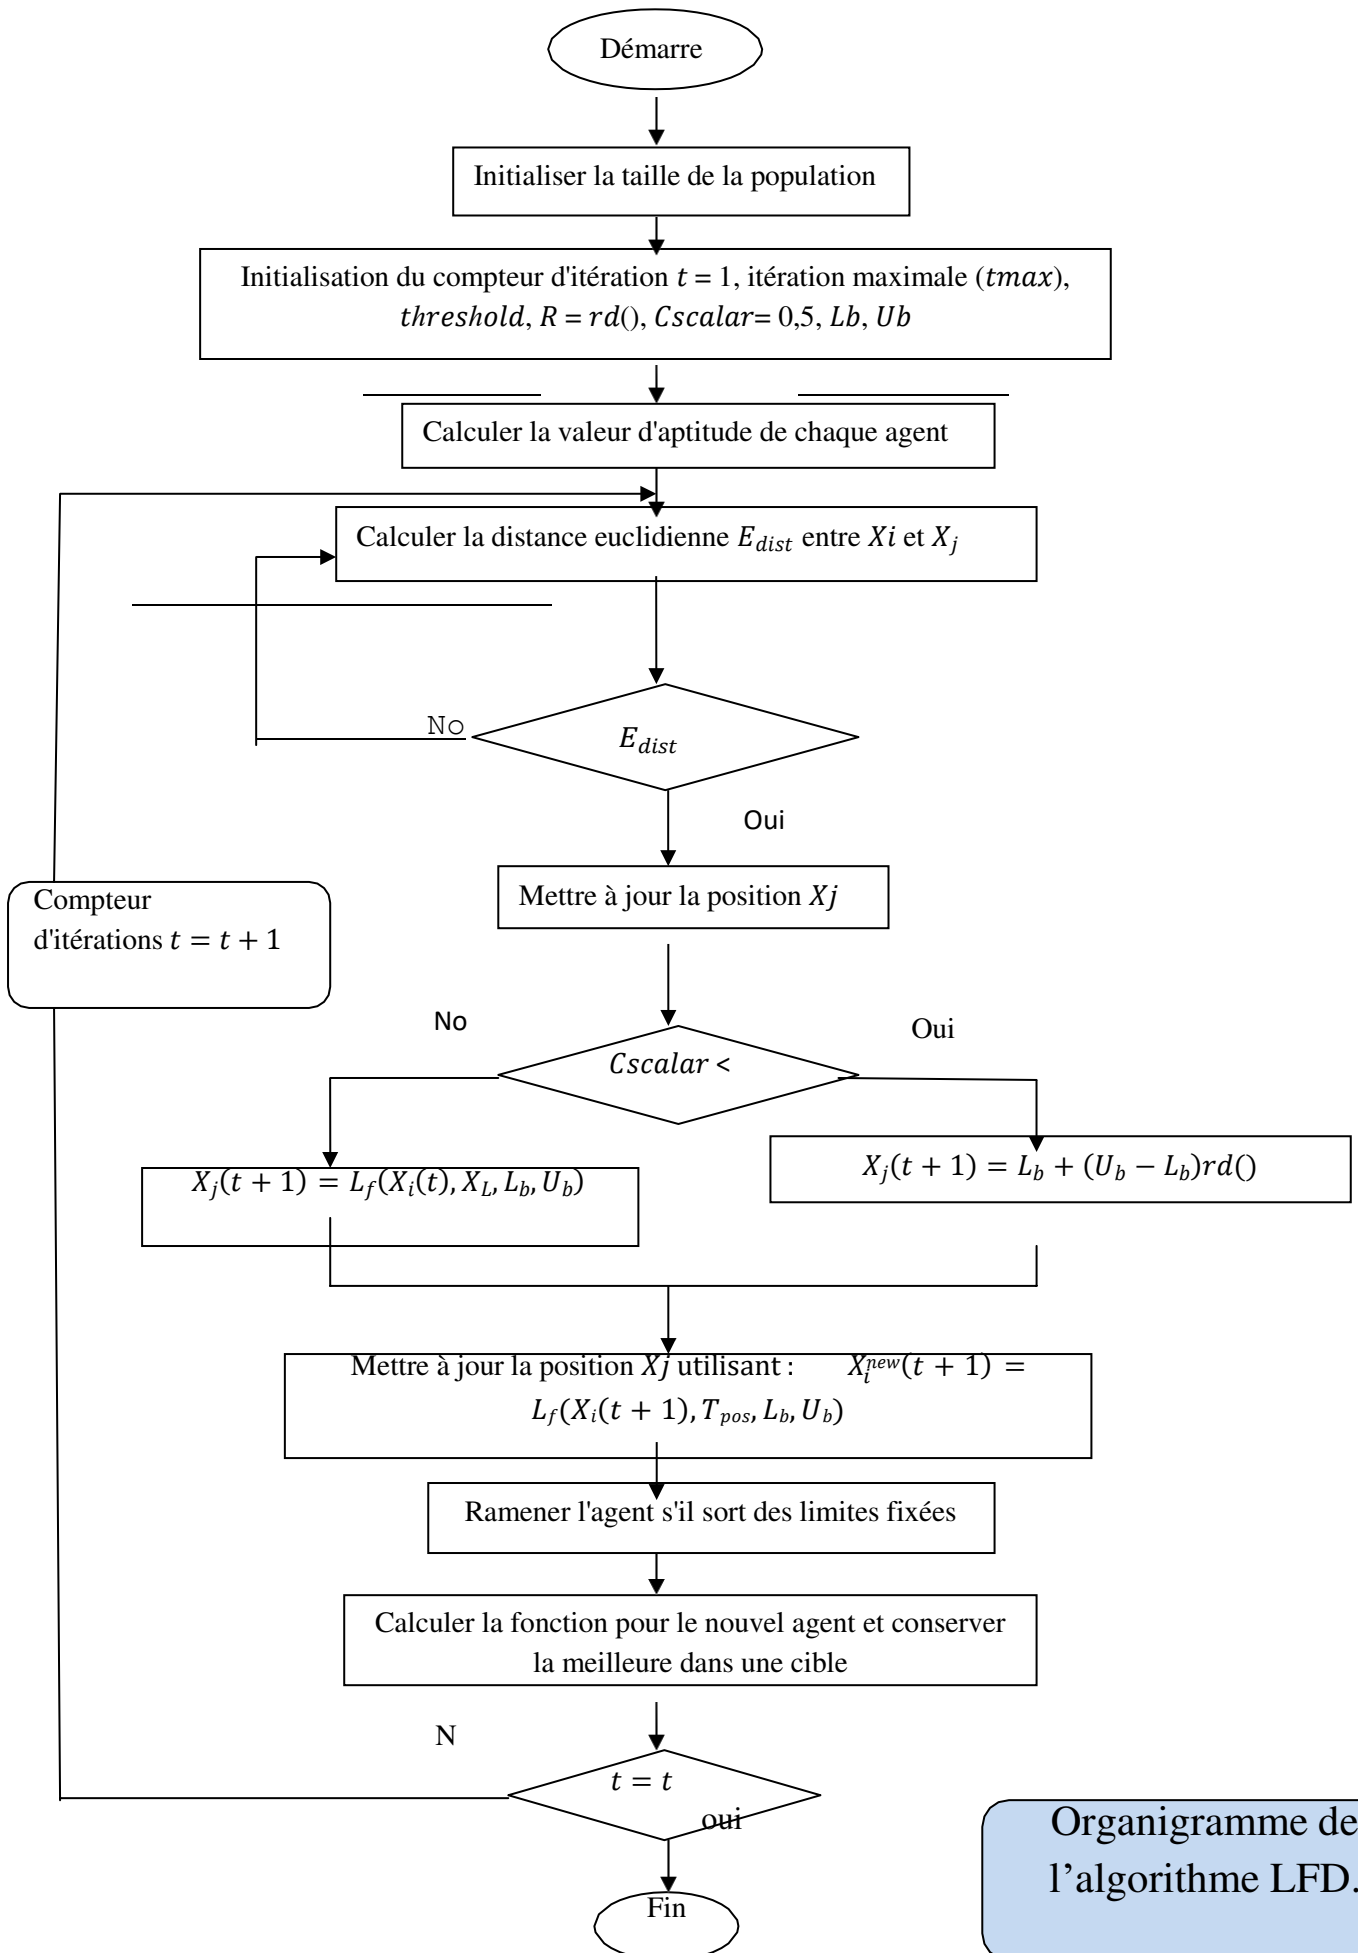 Démarre
Initialiser la taille de la population
Initialisation du compteur d'itération t = 1, itération maximale (tmax),
threshold, R = rd(), Cscalar= 0,5, Lb, Ub
Calculer la valeur d'aptitude de chaque agent
Calculer la distance euclidienne E_dist entre Xi et X_j
No
E_dist
Oui
Mettre à jour la position Xj
Compteur
d'itérations t = t + 1
No
Oui
Cscalar <
X_j(t + 1) = L_f(X_i(t), X_L, L_b, U_b)
X_j(t + 1) = L_b + (U_b − L_b)rd()
Mettre à jour la position Xj utilisant : X_i^new(t + 1) =
L_f(X_i(t + 1), T_pos, L_b, U_b)
Ramener l'agent s'il sort des limites fixées
Calculer la fonction pour le nouvel agent et conserver
la meilleure dans une cible
N
t = t
oui
Fin
Organigramme de
l’algorithme LFD.